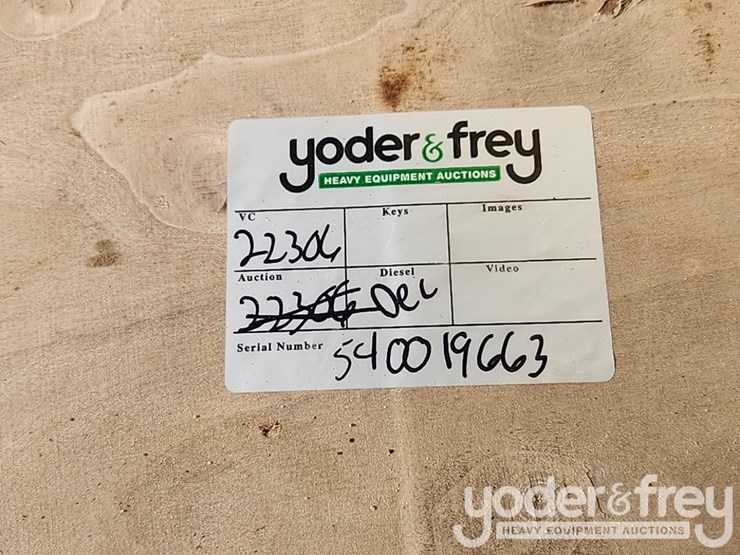 yoder & frey
HEAVY EQUIPMENT AUCTIONS
VC Keys Images
22306
Auction Diesel Video
22306 Dec
Serial Number 540019663
yoder & frey
HEAVY EQUIPMENT AUCTIONS